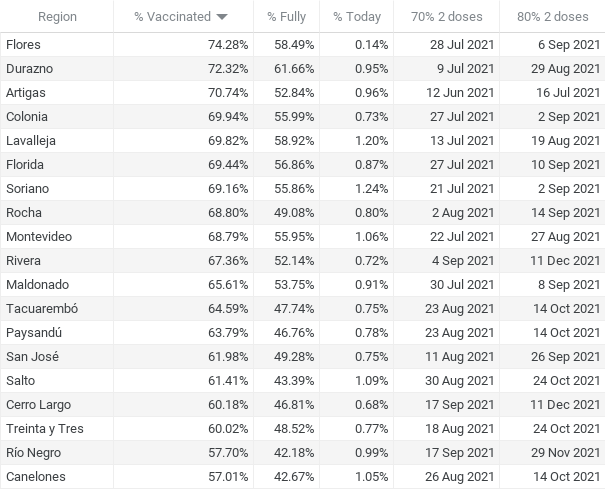 Region % Vaccinated % Fully % Today 70% 2 doses 80% 2 doses
Flores 74.28% 58.49% 0.14% 28 Jul 2021 6 Sep 2021
Durazno 72.32% 61.66% 0.95% 9 Jul 2021 29 Aug 2021
Artigas 70.74% 52.84% 0.96% 12 Jun 2021 16 Jul 2021
Colonia 69.94% 55.99% 0.73% 27 Jul 2021 2 Sep 2021
Lavalleja 69.82% 58.92% 1.20% 13 Jul 2021 19 Aug 2021
Florida 69.44% 56.86% 0.87% 27 Jul 2021 10 Sep 2021
Soriano 69.16% 55.86% 1.24% 21 Jul 2021 2 Sep 2021
Rocha 68.80% 49.08% 0.80% 2 Aug 2021 14 Sep 2021
Montevideo 68.79% 55.95% 1.06% 22 Jul 2021 27 Aug 2021
Rivera 67.36% 52.14% 0.72% 4 Sep 2021 11 Dec 2021
Maldonado 65.61% 53.75% 0.91% 30 Jul 2021 8 Sep 2021
Tacuarembó 64.59% 47.74% 0.75% 23 Aug 2021 14 Oct 2021
Paysandú 63.79% 46.76% 0.78% 23 Aug 2021 14 Oct 2021
San José 61.98% 49.28% 0.75% 11 Aug 2021 26 Sep 2021
Salto 61.41% 43.39% 1.09% 30 Aug 2021 24 Oct 2021
Cerro Largo 60.18% 46.81% 0.68% 17 Sep 2021 11 Dec 2021
Treinta y Tres 60.02% 48.52% 0.77% 18 Aug 2021 24 Oct 2021
Río Negro 57.70% 42.18% 0.99% 17 Sep 2021 29 Nov 2021
Canelones 57.01% 42.67% 1.05% 26 Aug 2021 14 Oct 2021